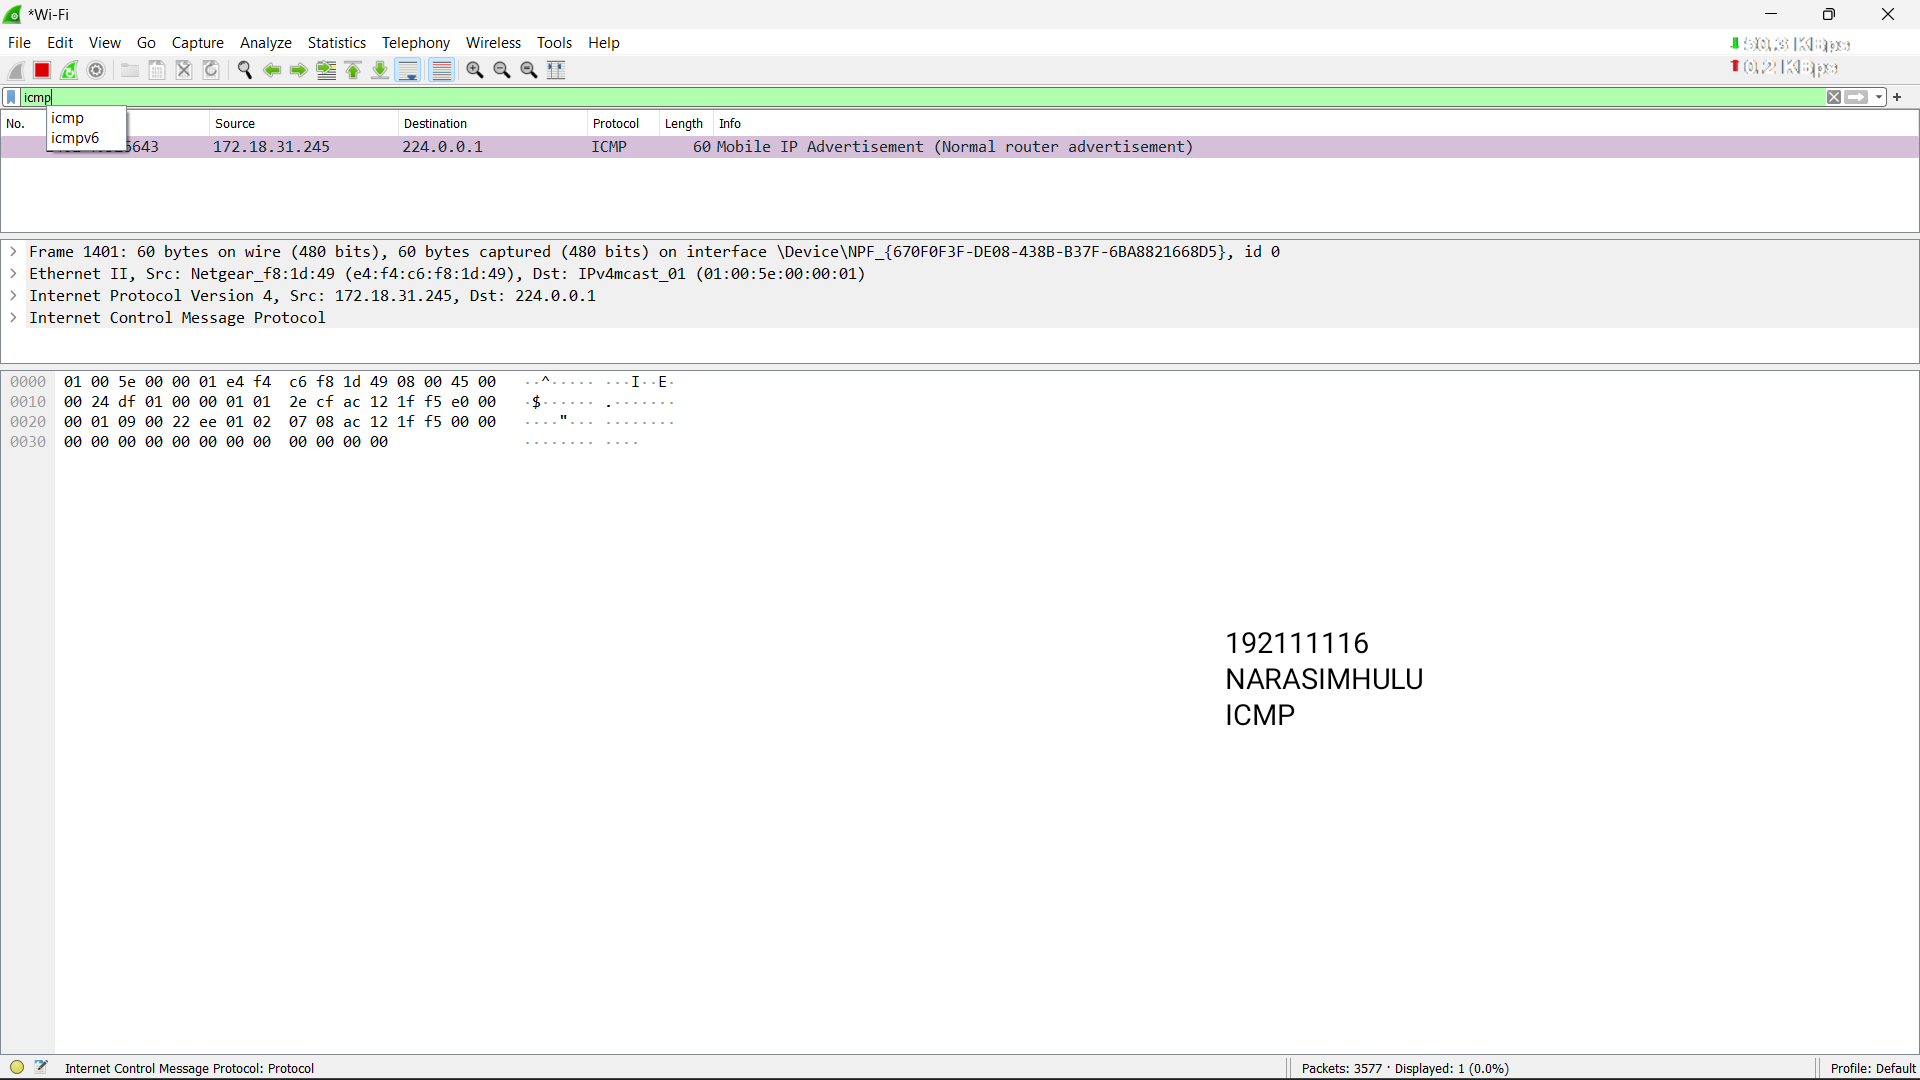 *Wi-Fi
File Edit View Go Capture Analyze Statistics Telephony Wireless Tools Help
50.3 KBps
0.2 KBps
icmp
icmp
icmpv6
No. Source Destination Protocol Length Info
6643 172.18.31.245 224.0.0.1 ICMP 60 Mobile IP Advertisement (Normal router advertisement)
Frame 1401: 60 bytes on wire (480 bits), 60 bytes captured (480 bits) on interface \Device\NPF_{670F0F3F-DE08-438B-B37F-6BA8821668D5}, id 0
Ethernet II, Src: Netgear_f8:1d:49 (e4:f4:c6:f8:1d:49), Dst: IPv4mcast_01 (01:00:5e:00:00:01)
Internet Protocol Version 4, Src: 172.18.31.245, Dst: 224.0.0.1
Internet Control Message Protocol
0000 01 00 5e 00 00 01 e4 f4 c6 f8 1d 49 08 00 45 00 ··^····· ···I··E·
0010 00 24 df 01 00 00 01 01 2e cf ac 12 1f f5 e0 00 ·$······ .·······
0020 00 01 09 00 22 ee 01 02 07 08 ac 12 1f f5 00 00 ····"··· ········
0030 00 00 00 00 00 00 00 00 00 00 00 00 ········ ····
192111116
NARASIMHULU
ICMP
Internet Control Message Protocol: Protocol
Packets: 3577 · Displayed: 1 (0.0%)
Profile: Default